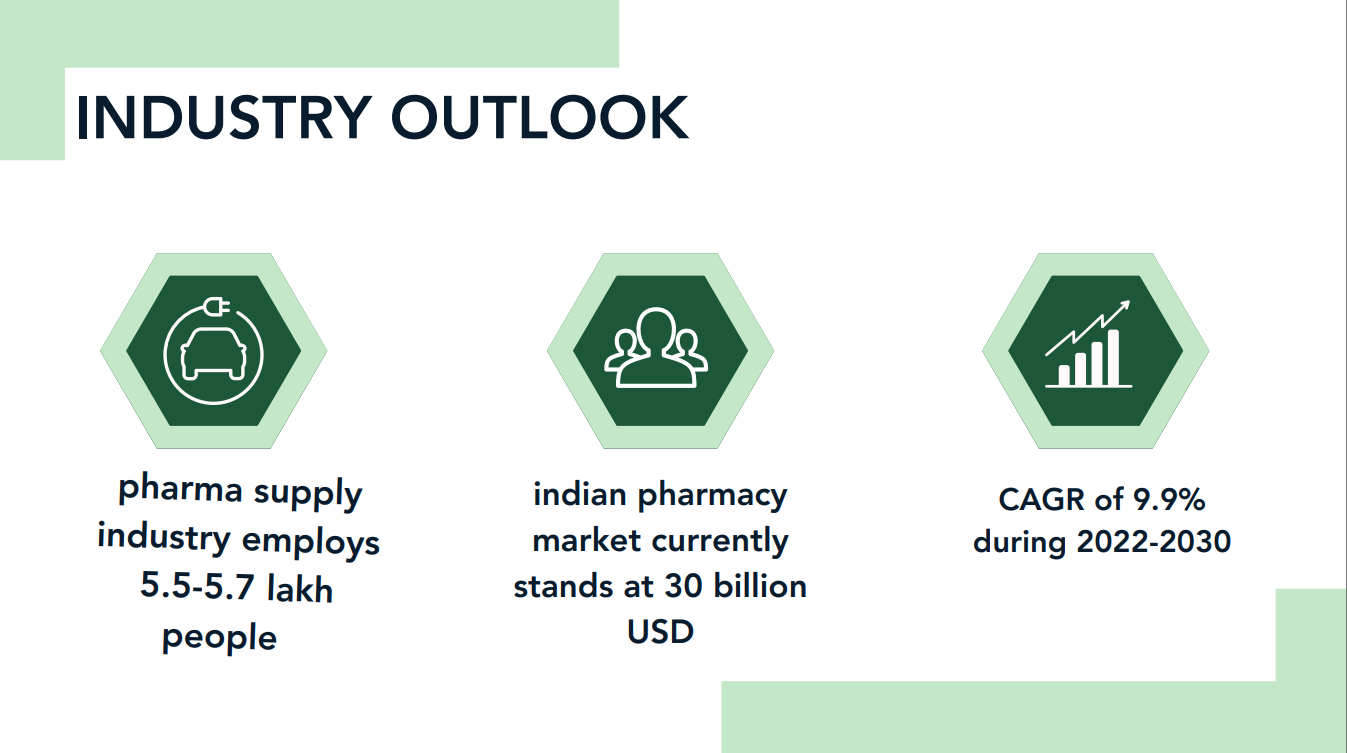 INDUSTRY OUTLOOK
pharma supply
industry employs
5.5-5.7 lakh
people
indian pharmacy
market currently
stands at 30 billion
USD
CAGR of 9.9%
during 2022-2030